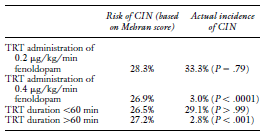 Risk of CIN (based on Mehran score) Actual incidence of CIN
TRT administration of
0.2 μg/kg/min
fenoldopam 28.3% 33.3% (P = .79)
TRT administration of
0.4 μg/kg/min
fenoldopam 26.9% 3.0% (P < .0001)
TRT duration <60 min 26.5% 29.1% (P > .99)
TRT duration >60 min 27.2% 2.8% (P < .001)